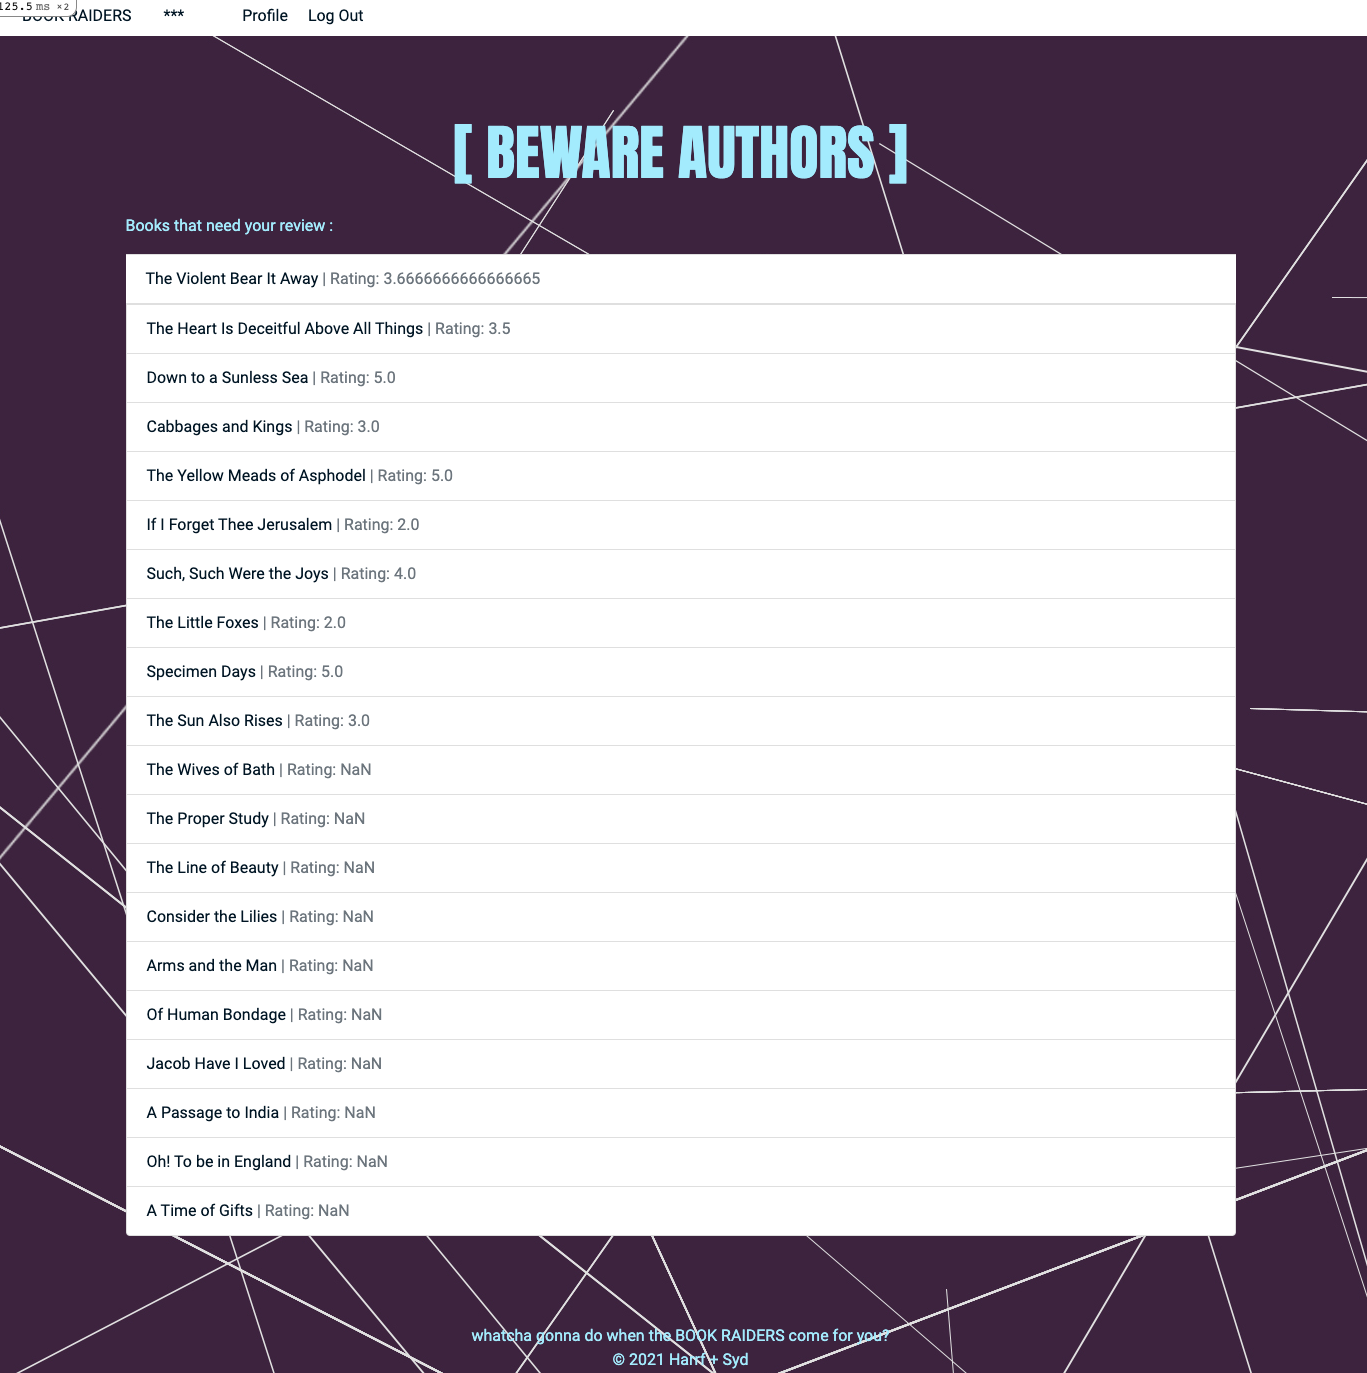 125.5 ms ×2
BOOK RAIDERS *** Profile Log Out
[ BEWARE AUTHORS ]
Books that need your review :
The Violent Bear It Away | Rating: 3.6666666666666665
The Heart Is Deceitful Above All Things | Rating: 3.5
Down to a Sunless Sea | Rating: 5.0
Cabbages and Kings | Rating: 3.0
The Yellow Meads of Asphodel | Rating: 5.0
If I Forget Thee Jerusalem | Rating: 2.0
Such, Such Were the Joys | Rating: 4.0
The Little Foxes | Rating: 2.0
Specimen Days | Rating: 5.0
The Sun Also Rises | Rating: 3.0
The Wives of Bath | Rating: NaN
The Proper Study | Rating: NaN
The Line of Beauty | Rating: NaN
Consider the Lilies | Rating: NaN
Arms and the Man | Rating: NaN
Of Human Bondage | Rating: NaN
Jacob Have I Loved | Rating: NaN
A Passage to India | Rating: NaN
Oh! To be in England | Rating: NaN
A Time of Gifts | Rating: NaN
whatcha gonna do when the BOOK RAIDERS come for you?
© 2021 Harrf + Syd